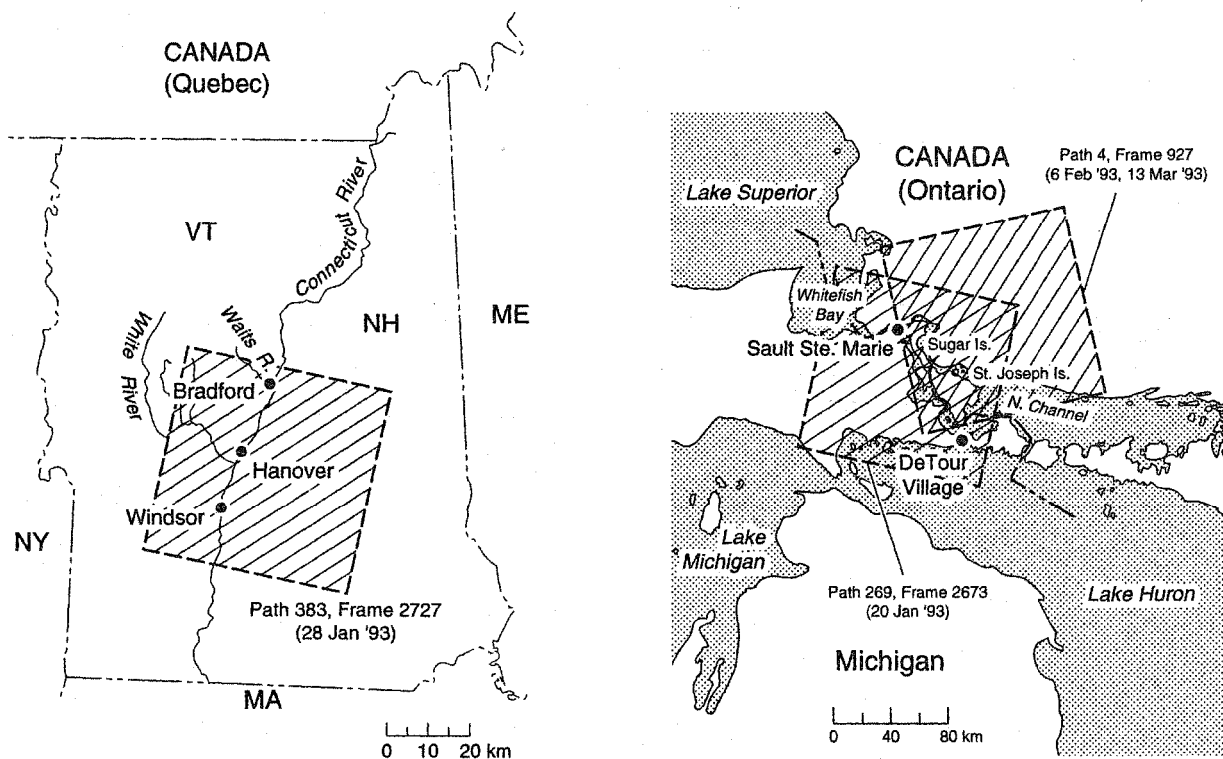 CANADA
(Quebec)
VT
Connecticut River
NH
ME
Waits R.
White River
Bradford
Hanover
Windsor
NY
Path 383, Frame 2727
(28 Jan '93)
MA
0 10 20 km
CANADA
(Ontario)
Path 4, Frame 927
(6 Feb '93, 13 Mar '93)
Lake Superior
Whitefish
Bay
Sault Ste. Marie
Sugar Is.
St. Joseph Is.
N. Channel
DeTour
Village
Lake
Michigan
Path 269, Frame 2673
(20 Jan '93)
Lake Huron
Michigan
0 40 80 km